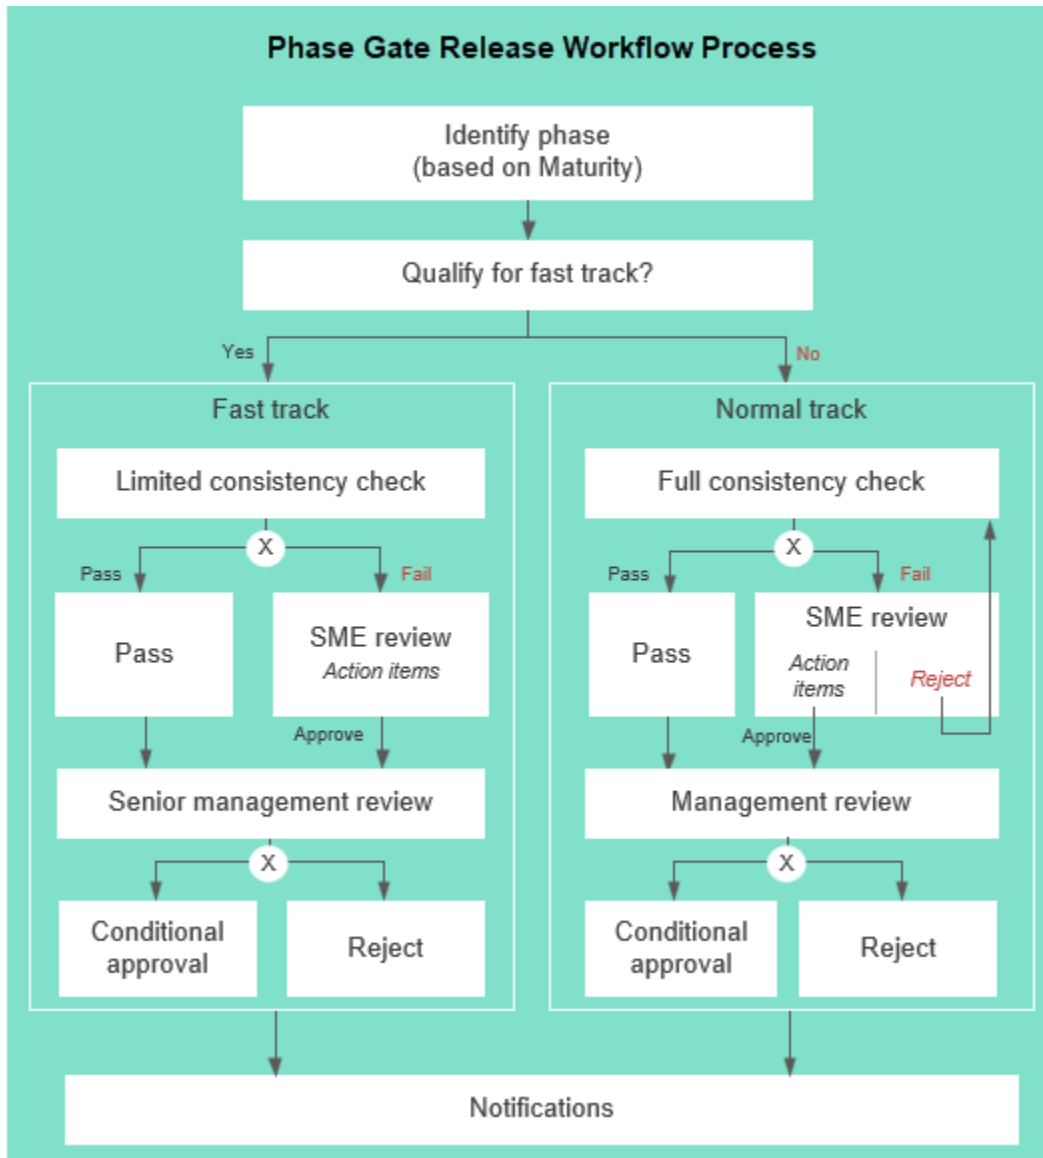 Phase Gate Release Workflow Process
Identify phase
(based on Maturity)
Qualify for fast track?
Yes
No
Fast track
Limited consistency check
X
Pass
Fail
Pass
SME review
Action items
Approve
Senior management review
X
Conditional
approval
Reject
Normal track
Full consistency check
X
Pass
Fail
Pass
SME review
Action
items
Reject
Approve
Management review
X
Conditional
approval
Reject
Notifications